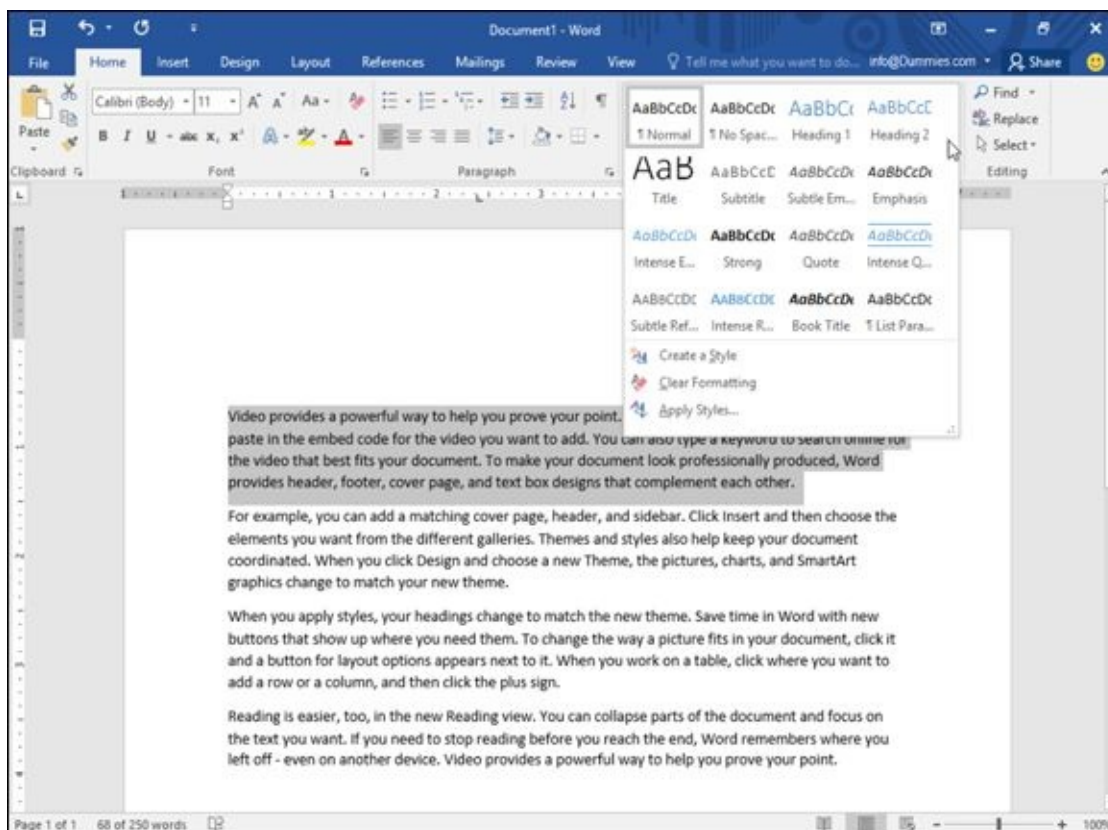 Document1 - Word
File Home Insert Design Layout References Mailings Review View Tell me what you want to do... info@Dummies.com Share
Paste
Calibri (Body) 11 Aa
B I U abc x, x² A A
Clipboard Font Paragraph
Find
Replace
Select
Editing
AaBbCcDc AaBbCcDc AaBbCc AaBbCcC
¶ Normal ¶ No Spac... Heading 1 Heading 2
AaB AaBbCcC AaBbCcDc AaBbCcDc
Title Subtitle Subtle Em... Emphasis
AaBbCcDc AaBbCcDc AaBbCcDc AaBbCcDc
Intense E... Strong Quote Intense Q...
AABBCCDC AABBCCDC AaBbCcDc AaBbCcDc
Subtle Ref... Intense R... Book Title ¶ List Para...
Create a Style
Clear Formatting
Apply Styles...
Video provides a powerful way to help you prove your point.
paste in the embed code for the video you want to add. You can also type a keyword to search online for
the video that best fits your document. To make your document look professionally produced, Word
provides header, footer, cover page, and text box designs that complement each other.
For example, you can add a matching cover page, header, and sidebar. Click Insert and then choose the
elements you want from the different galleries. Themes and styles also help keep your document
coordinated. When you click Design and choose a new Theme, the pictures, charts, and SmartArt
graphics change to match your new theme.
When you apply styles, your headings change to match the new theme. Save time in Word with new
buttons that show up where you need them. To change the way a picture fits in your document, click it
and a button for layout options appears next to it. When you work on a table, click where you want to
add a row or a column, and then click the plus sign.
Reading is easier, too, in the new Reading view. You can collapse parts of the document and focus on
the text you want. If you need to stop reading before you reach the end, Word remembers where you
left off - even on another device. Video provides a powerful way to help you prove your point.
Page 1 of 1 68 of 250 words 100%